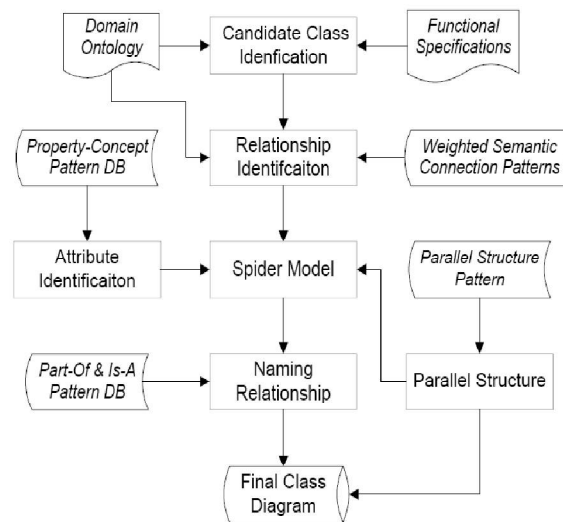 Domain
Ontology
Candidate Class
Idenfication
Functional
Specifications
Property-Concept
Pattern DB
Relationship
Identifcaiton
Weighted Semantic
Connection Patterns
Attribute
Identificaiton
Spider Model
Parallel Structure
Pattern
Part-Of & Is-A
Pattern DB
Naming
Relationship
Parallel Structure
Final Class
Diagram